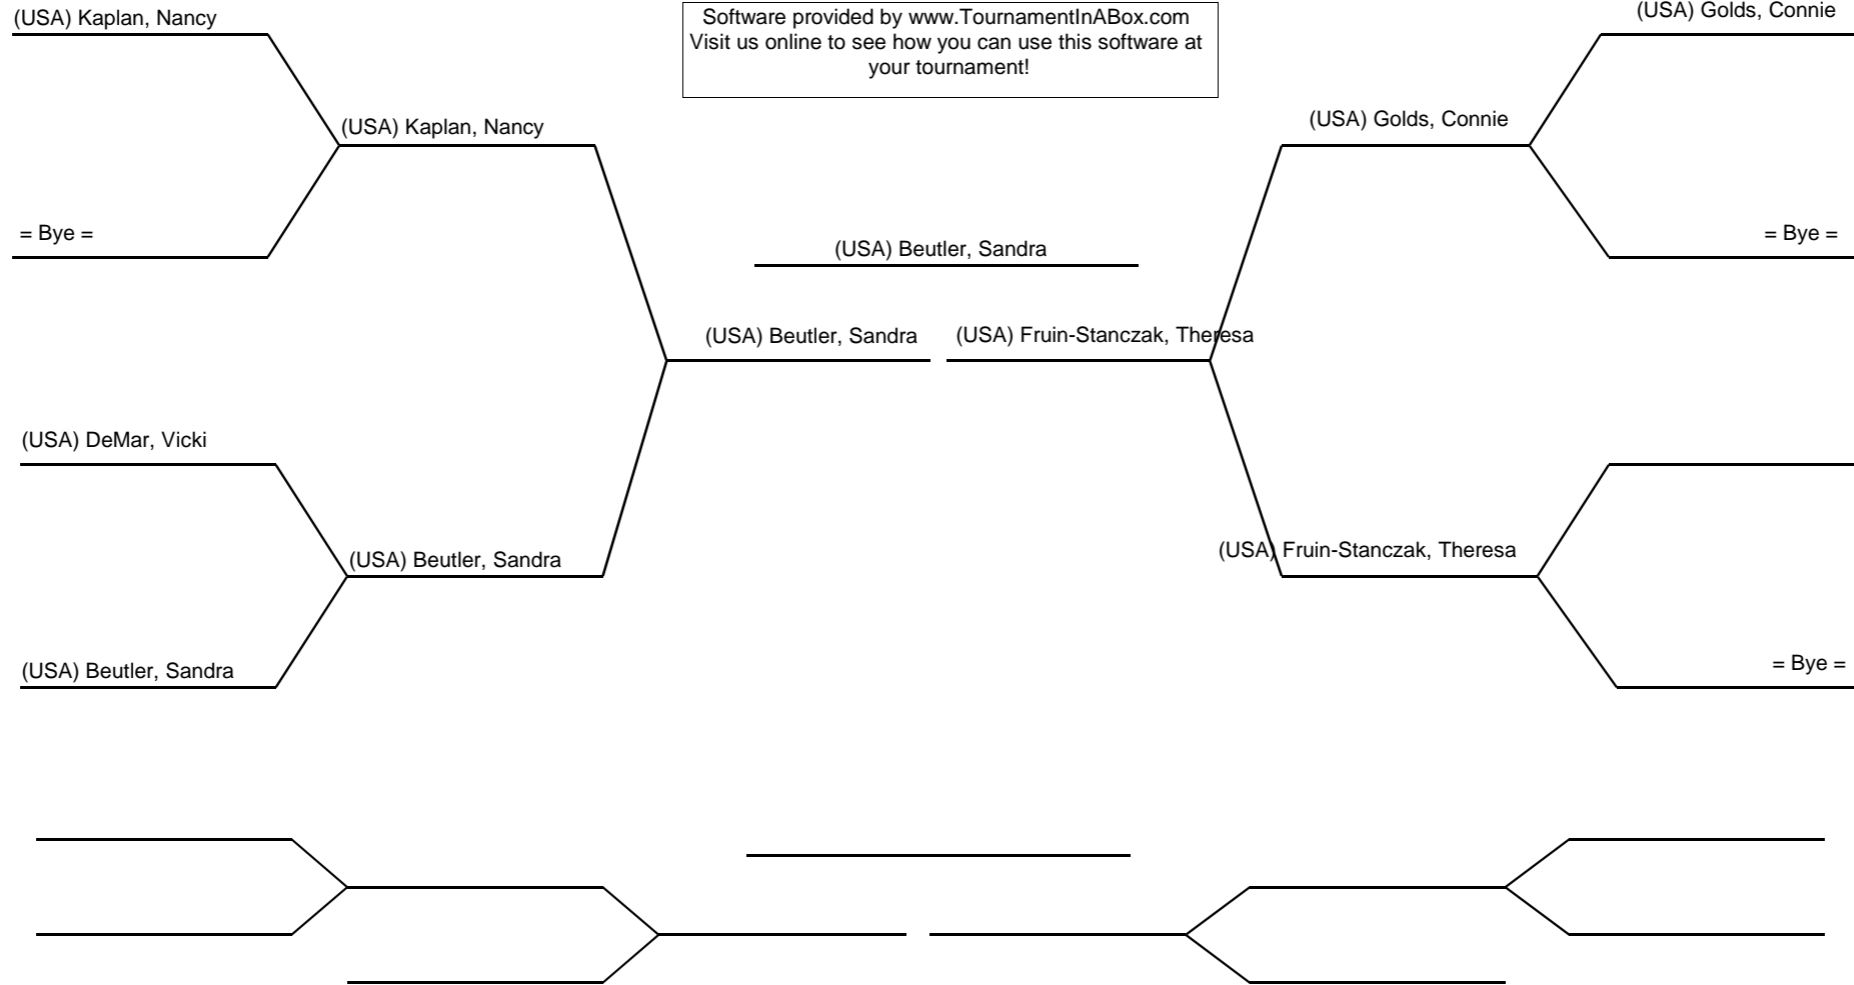 (USA) Kaplan, Nancy
Software provided by www.TournamentInABox.com
Visit us online to see how you can use this software at
your tournament!
(USA) Golds, Connie
(USA) Kaplan, Nancy
(USA) Golds, Connie
= Bye =
= Bye =
(USA) Beutler, Sandra
(USA) Beutler, Sandra
(USA) Fruin-Stanczak, Theresa
(USA) DeMar, Vicki
(USA) Beutler, Sandra
(USA) Fruin-Stanczak, Theresa
(USA) Beutler, Sandra
= Bye =